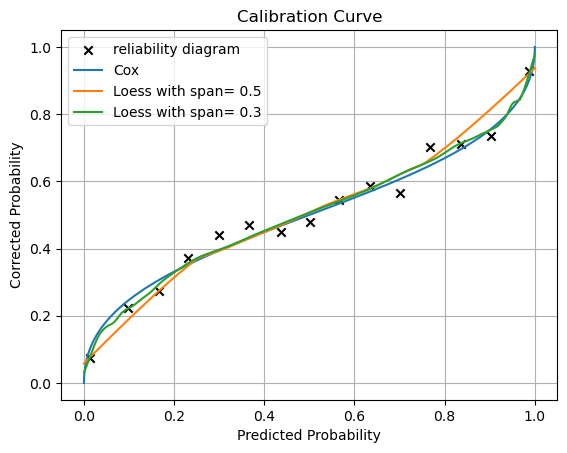 Calibration Curve
reliability diagram
Cox
Loess with span= 0.5
Loess with span= 0.3
1.0
0.8
0.6
0.4
0.2
0.0
Corrected Probability
0.0 0.2 0.4 0.6 0.8 1.0
Predicted Probability